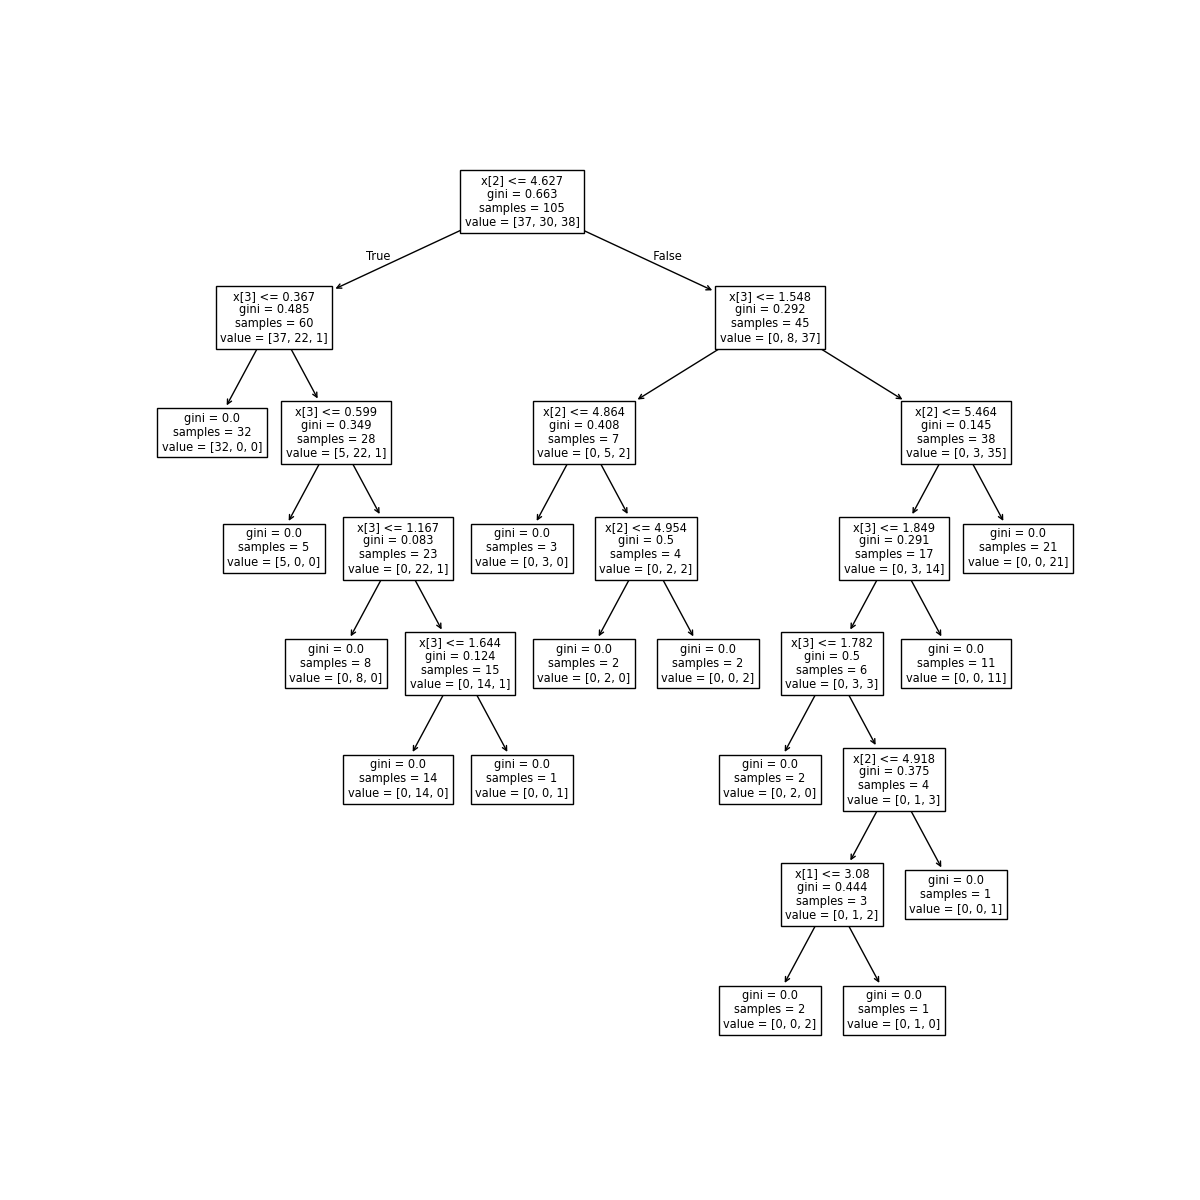 x[2] <= 4.627
gini = 0.663
samples = 105
value = [37, 30, 38]
True
False
x[3] <= 0.367
gini = 0.485
samples = 60
value = [37, 22, 1]
x[3] <= 1.548
gini = 0.292
samples = 45
value = [0, 8, 37]
gini = 0.0
samples = 32
value = [32, 0, 0]
x[3] <= 0.599
gini = 0.349
samples = 28
value = [5, 22, 1]
x[2] <= 4.864
gini = 0.408
samples = 7
value = [0, 5, 2]
x[2] <= 5.464
gini = 0.145
samples = 38
value = [0, 3, 35]
gini = 0.0
samples = 5
value = [5, 0, 0]
x[3] <= 1.167
gini = 0.083
samples = 23
value = [0, 22, 1]
gini = 0.0
samples = 3
value = [0, 3, 0]
x[2] <= 4.954
gini = 0.5
samples = 4
value = [0, 2, 2]
x[3] <= 1.849
gini = 0.291
samples = 17
value = [0, 3, 14]
gini = 0.0
samples = 21
value = [0, 0, 21]
gini = 0.0
samples = 8
value = [0, 8, 0]
x[3] <= 1.644
gini = 0.124
samples = 15
value = [0, 14, 1]
gini = 0.0
samples = 2
value = [0, 2, 0]
gini = 0.0
samples = 2
value = [0, 0, 2]
x[3] <= 1.782
gini = 0.5
samples = 6
value = [0, 3, 3]
gini = 0.0
samples = 11
value = [0, 0, 11]
gini = 0.0
samples = 14
value = [0, 14, 0]
gini = 0.0
samples = 1
value = [0, 0, 1]
gini = 0.0
samples = 2
value = [0, 2, 0]
x[2] <= 4.918
gini = 0.375
samples = 4
value = [0, 1, 3]
x[1] <= 3.08
gini = 0.444
samples = 3
value = [0, 1, 2]
gini = 0.0
samples = 1
value = [0, 0, 1]
gini = 0.0
samples = 2
value = [0, 0, 2]
gini = 0.0
samples = 1
value = [0, 1, 0]